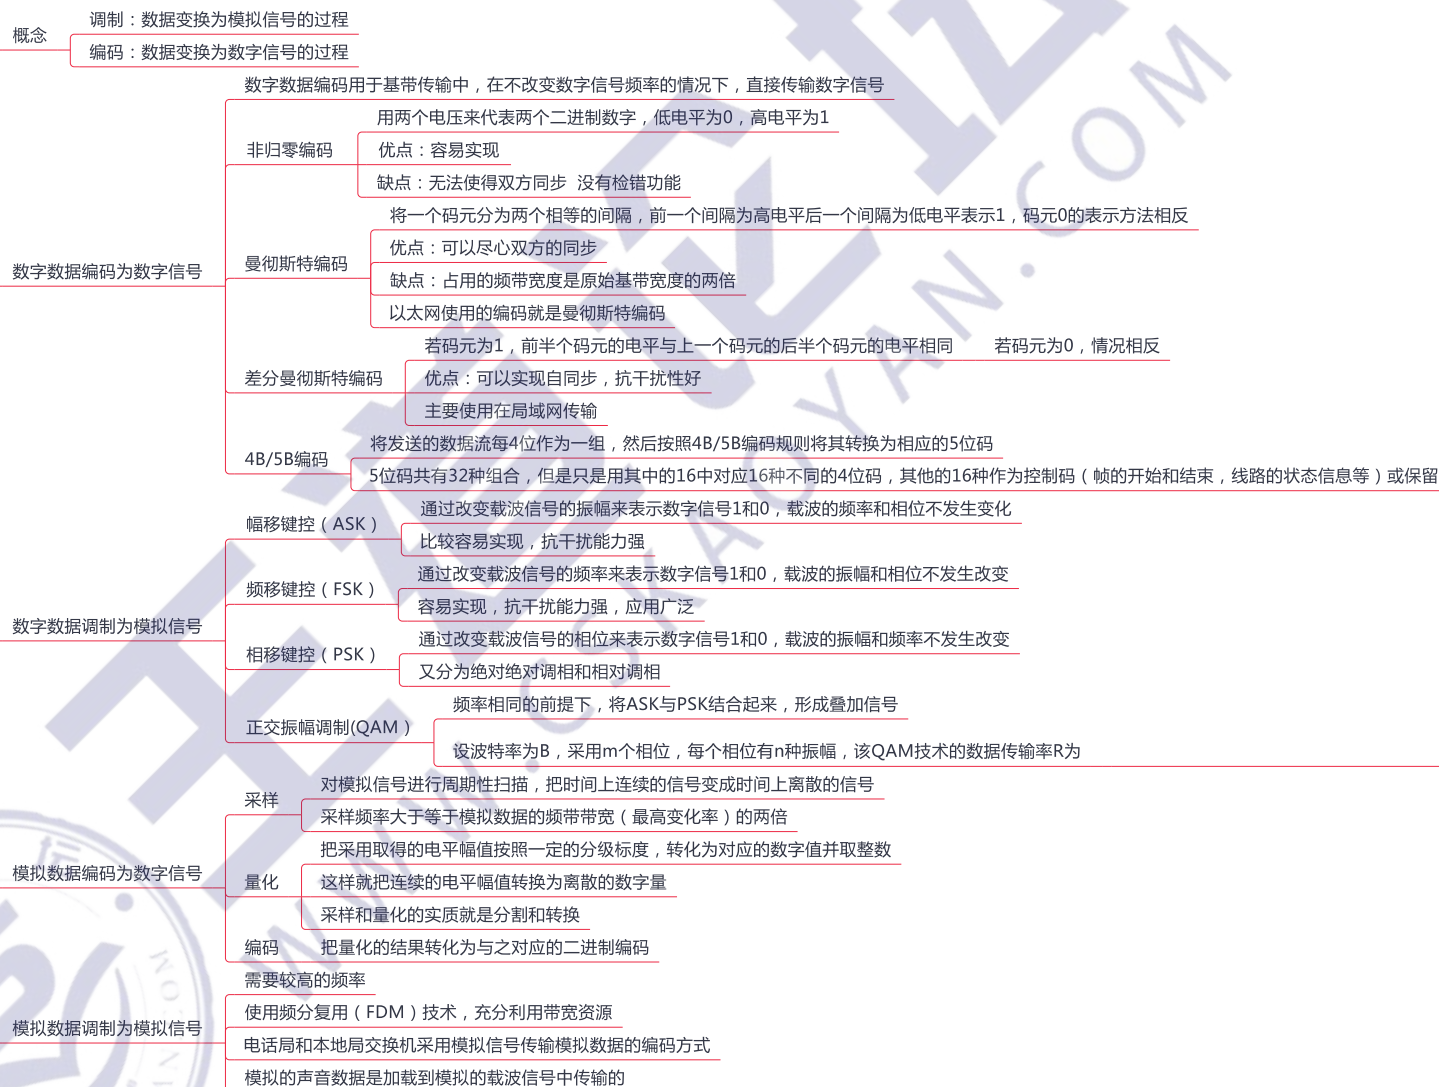 概念
调制：数据变换为模拟信号的过程
编码：数据变换为数字信号的过程
数字数据编码为数字信号
数字数据编码用于基带传输中，在不改变数字信号频率的情况下，直接传输数字信号
非归零编码
用两个电压来代表两个二进制数字，低电平为0，高电平为1
优点：容易实现
缺点：无法使得双方同步 没有检错功能
曼彻斯特编码
将一个码元分为两个相等的间隔，前一个间隔为高电平后一个间隔为低电平表示1，码元0的表示方法相反
优点：可以尽心双方的同步
缺点：占用的频带宽度是原始基带宽度的两倍
以太网使用的编码就是曼彻斯特编码
差分曼彻斯特编码
若码元为1，前半个码元的电平与上一个码元的后半个码元的电平相同 若码元为0，情况相反
优点：可以实现自同步，抗干扰性好
主要使用在局域网传输
4B/5B编码
将发送的数据流每4位作为一组，然后按照4B/5B编码规则将其转换为相应的5位码
5位码共有32种组合，但是只是用其中的16中对应16种不同的4位码，其他的16种作为控制码（帧的开始和结束，线路的状态信息等）或保留
数字数据调制为模拟信号
幅移键控（ASK）
通过改变载波信号的振幅来表示数字信号1和0，载波的频率和相位不发生变化
比较容易实现，抗干扰能力强
频移键控（FSK）
通过改变载波信号的频率来表示数字信号1和0，载波的振幅和相位不发生改变
容易实现，抗干扰能力强，应用广泛
相移键控（PSK）
通过改变载波信号的相位来表示数字信号1和0，载波的振幅和频率不发生改变
又分为绝对绝对调相和相对调相
正交振幅调制(QAM）
频率相同的前提下，将ASK与PSK结合起来，形成叠加信号
设波特率为B，采用m个相位，每个相位有n种振幅，该QAM技术的数据传输率R为
模拟数据编码为数字信号
采样
对模拟信号进行周期性扫描，把时间上连续的信号变成时间上离散的信号
采样频率大于等于模拟数据的频带带宽（最高变化率）的两倍
量化
把采用取得的电平幅值按照一定的分级标度，转化为对应的数字值并取整数
这样就把连续的电平幅值转换为离散的数字量
采样和量化的实质就是分割和转换
编码
把量化的结果转化为与之对应的二进制编码
模拟数据调制为模拟信号
需要较高的频率
使用频分复用（FDM）技术，充分利用带宽资源
电话局和本地局交换机采用模拟信号传输模拟数据的编码方式
模拟的声音数据是加载到模拟的载波信号中传输的
王道论坛
WWW.CSKAOYAN.COM